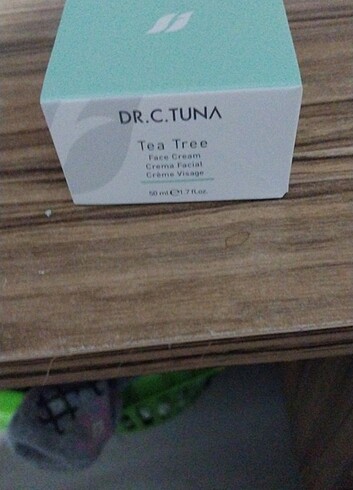 DR.C.TUNA
Tea Tree
Face Cream
Crema Facial
Crème Visage
50 ml ℮1.7 fl.oz.